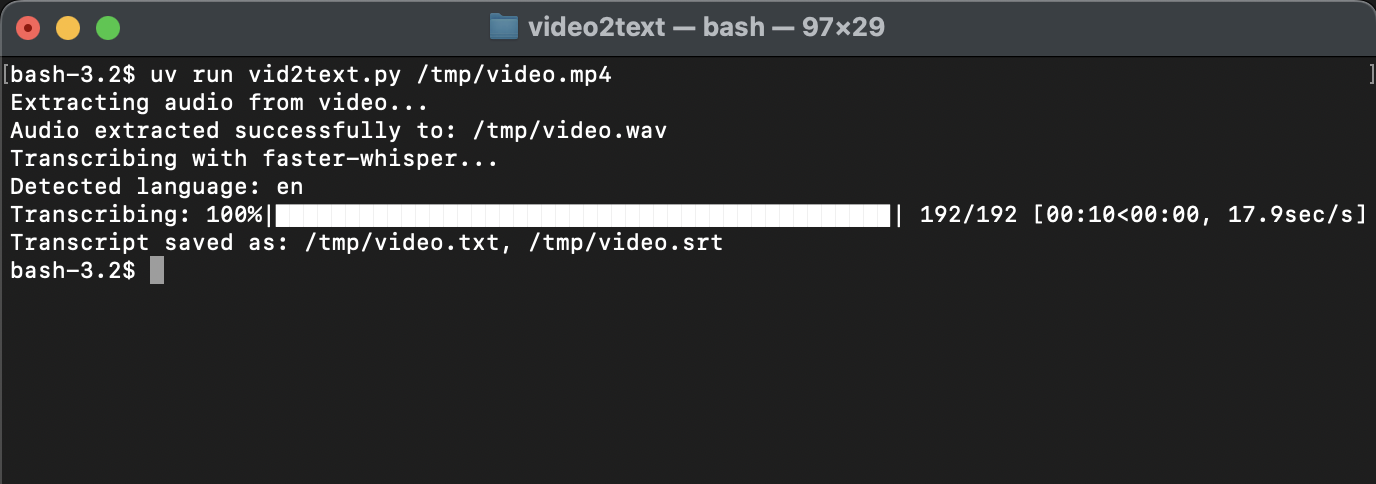 video2text — bash — 97×29
[bash-3.2$ uv run vid2text.py /tmp/video.mp4 ]
Extracting audio from video...
Audio extracted successfully to: /tmp/video.wav
Transcribing with faster-whisper...
Detected language: en
Transcribing: 100%|██████████████████████████████████████████| 192/192 [00:10<00:00, 17.9sec/s]
Transcript saved as: /tmp/video.txt, /tmp/video.srt
bash-3.2$